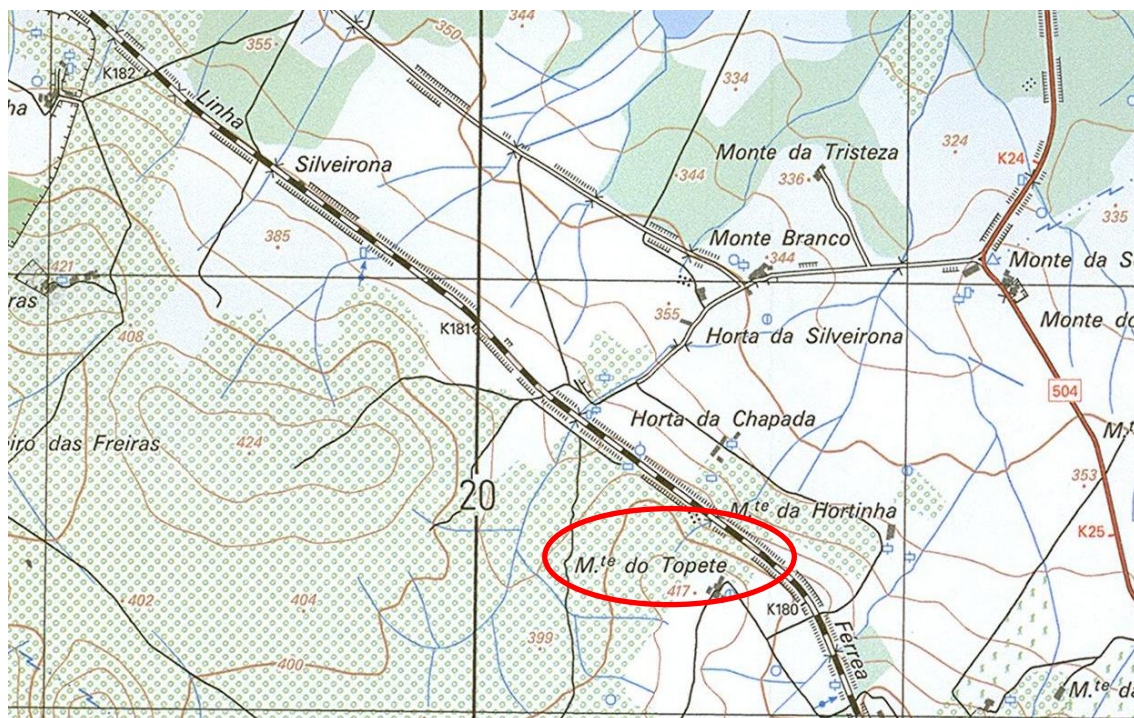 344
355
350
K182
334
ha
Linha
324
K24
Monte da Tristeza
Silveirona
344
336
335
385
Monte Branco
421
344
Monte da S
ras
355
408
K181
Monte do
Horta da Silveirona
504
Horta da Chapada
424
iro das Freiras
M.te
353
20
M.te da Hortinha
K25
M.te do Topete
402
404
417
K180
399
Férrea
400
M.te da